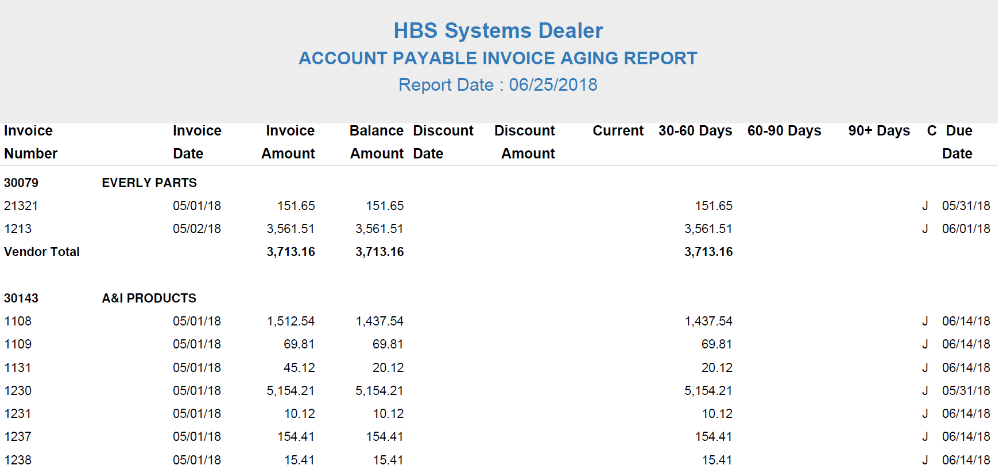 HBS Systems Dealer
ACCOUNT PAYABLE INVOICE AGING REPORT
Report Date : 06/25/2018
Invoice Invoice Invoice Balance Discount Discount Current 30-60 Days 60-90 Days 90+ Days C Due
Number Date Amount Amount Date Amount Date
30079 EVERLY PARTS
21321 05/01/18 151.65 151.65 151.65 J 05/31/18
1213 05/02/18 3,561.51 3,561.51 3,561.51 J 06/01/18
Vendor Total 3,713.16 3,713.16 3,713.16
30143 A&I PRODUCTS
1108 05/01/18 1,512.54 1,437.54 1,437.54 J 06/14/18
1109 05/01/18 69.81 69.81 69.81 J 06/14/18
1131 05/01/18 45.12 20.12 20.12 J 06/14/18
1230 05/01/18 5,154.21 5,154.21 5,154.21 J 05/31/18
1231 05/01/18 10.12 10.12 10.12 J 06/14/18
1237 05/01/18 154.41 154.41 154.41 J 06/14/18
1238 05/01/18 15.41 15.41 15.41 J 06/14/18